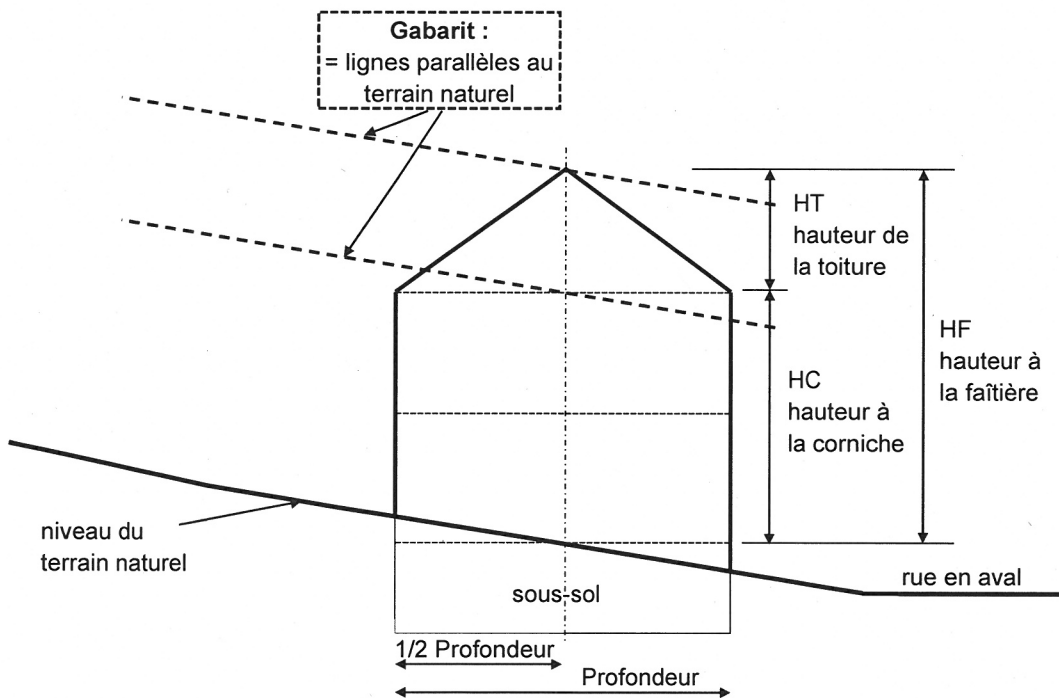 Gabarit :
= lignes parallèles au
terrain naturel
HT
hauteur de
la toiture
HF
hauteur à
la faîtière
HC
hauteur à
la corniche
niveau du
terrain naturel
rue en aval
sous-sol
1/2 Profondeur
Profondeur